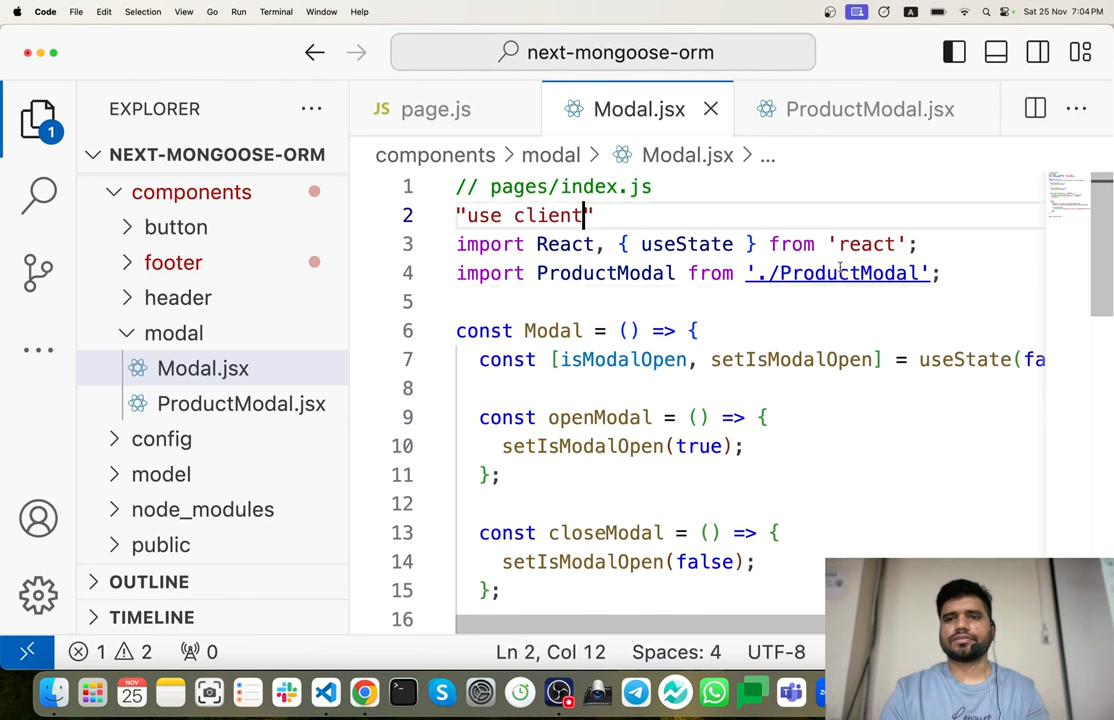 Code File Edit Selection View Go Run Terminal Window Help A Sat 25 Nov 7:04 PM
next-mongoose-orm
1
EXPLORER
NEXT-MONGOOSE-ORM
components
button
footer
header
modal
Modal.jsx
ProductModal.jsx
config
model
node_modules
public
OUTLINE
TIMELINE
JS page.js Modal.jsx ProductModal.jsx
components > modal > Modal.jsx > ...
1 // pages/index.js
2 "use client"
3 import React, { useState } from 'react';
4 import ProductModal from './ProductModal';
5
6 const Modal = () => {
7 const [isModalOpen, setIsModalOpen] = useState(fa
8
9 const openModal = () => {
10 setIsModalOpen(true);
11 };
12
13 const closeModal = () => {
14 setIsModalOpen(false);
15 };
16
1 2 0 Ln 2, Col 12 Spaces: 4 UTF-8
NOV
25